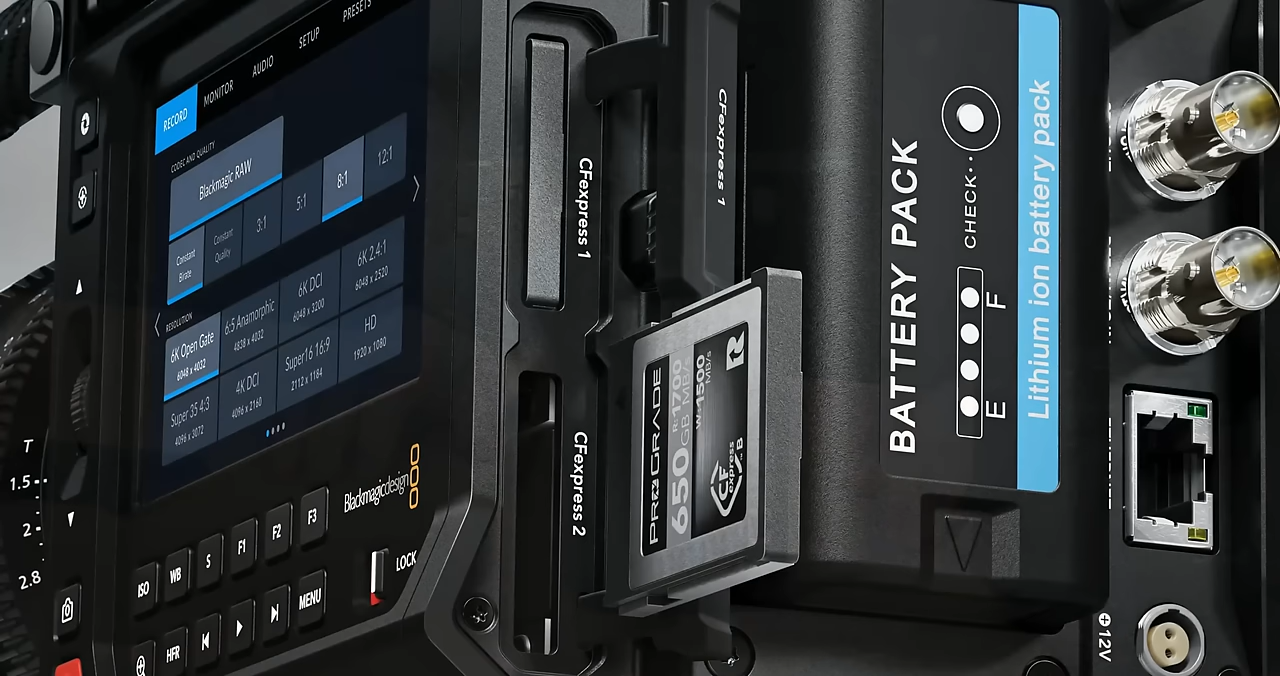 RECORD
MONITOR
AUDIO
SETUP
PRESETS
CODEC AND QUALITY
Blackmagic RAW
Constant Bitrate
Constant Quality
3:1
5:1
8:1
12:1
RESOLUTION
6K Open Gate
6048 x 4032
6:5 Anamorphic
4838 x 4032
6K DCI
6048 x 3200
6K 2.4:1
6048 x 2520
Super 35 4:3
4096 x 3072
4K DCI
4096 x 2160
Super16 16:9
2112 x 1184
HD
1920 x 1080
Blackmagicdesign
ISO
WB
S
F1
F2
F3
HFR
MENU
LOCK
T
1.5
2
2.8
CFexpress 1
CFexpress 2
CFexpress 1
PROGRADE
650GB
R:1700
W:1500
MB/s
CF
express
B
R
BATTERY PACK
CHECK
E F
Lithium ion battery pack
12V